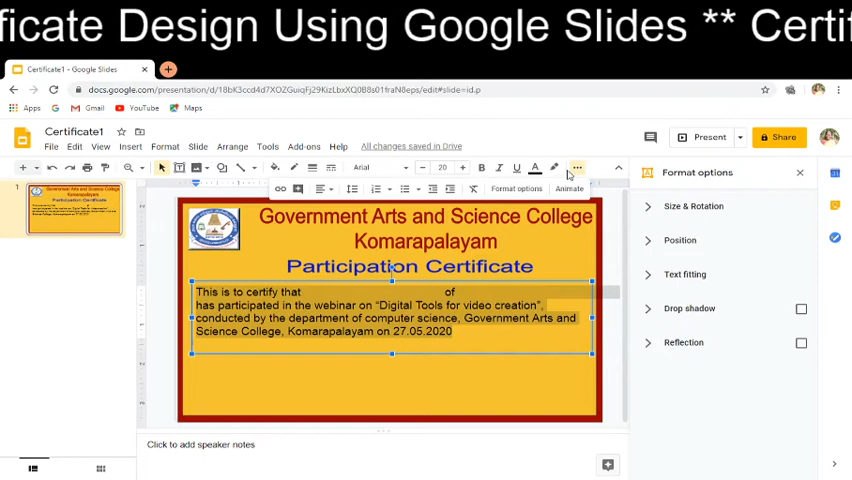 ficate Design Using Google Slides ** Certif
Certificate1 - Google Slides
docs.google.com/presentation/d/18bK3ccd4d7XO2ZGuiqFj29KizLbxXQ0B8s01fraN8eps/edit#slide=id.p
Apps Gmail YouTube Maps
Certificate1
File Edit View Insert Format Slide Arrange Tools Add-ons Help All changes saved in Drive
Present Share
Arial 20 B I U A
Format options Animate
Format options
Size & Rotation
Position
Text fitting
Drop shadow
Reflection
1
Government Arts and Science College
Komarapalayam
Participation Certificate
This is to certify that of
has participated in the webinar on “Digital Tools for video creation”,
conducted by the department of computer science, Government Arts and
Science College, Komarapalayam on 27.05.2020
Click to add speaker notes